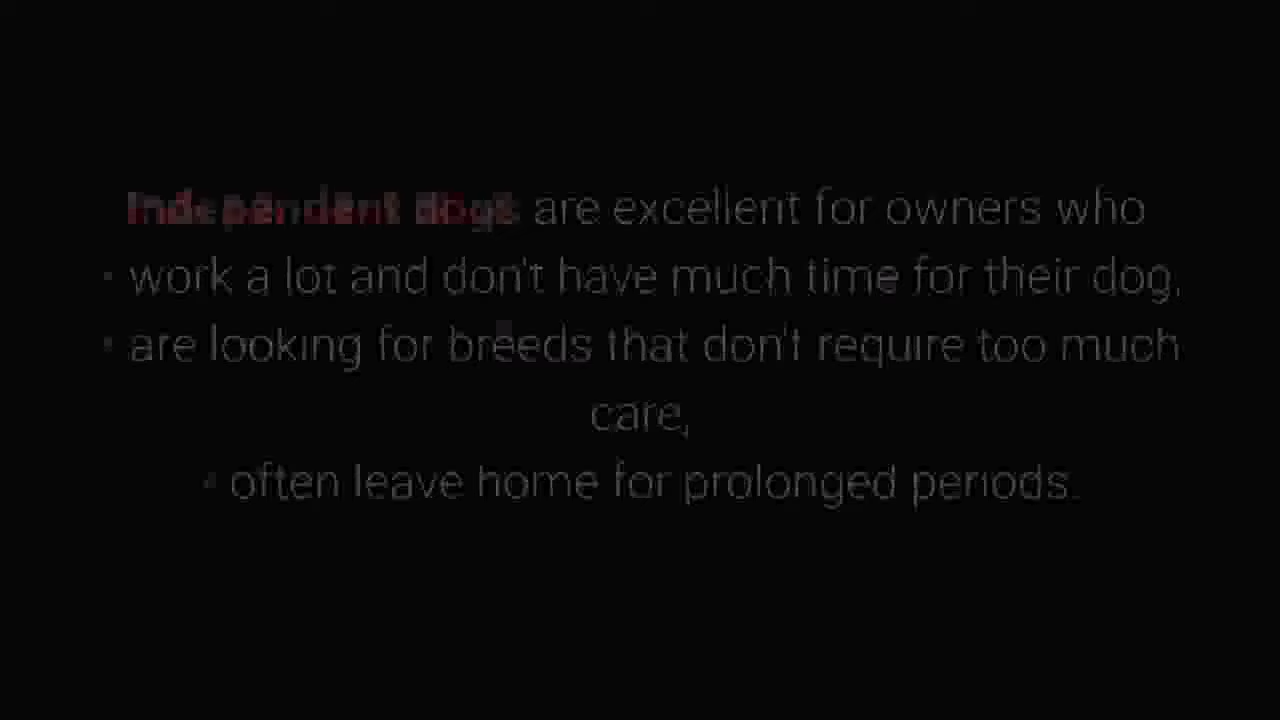 Independent dogs are excellent for owners who
• work a lot and don't have much time for their dog,
• are looking for breeds that don't require too much
care,
• often leave home for prolonged periods.